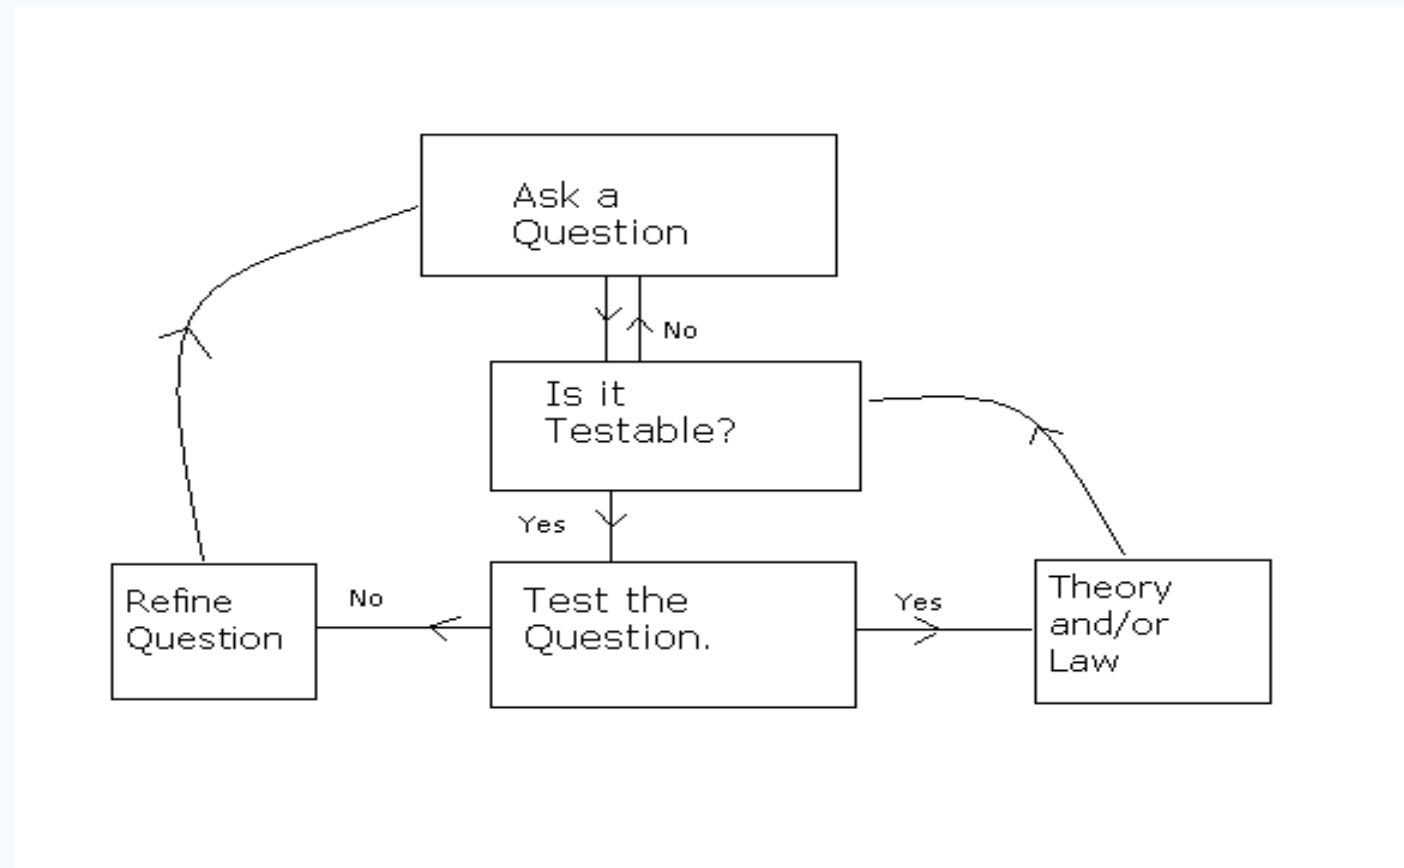 Ask a
Question
No
Is it
Testable?
Yes
Refine
Question
No
Test the
Question.
Yes
Theory
and/or
Law